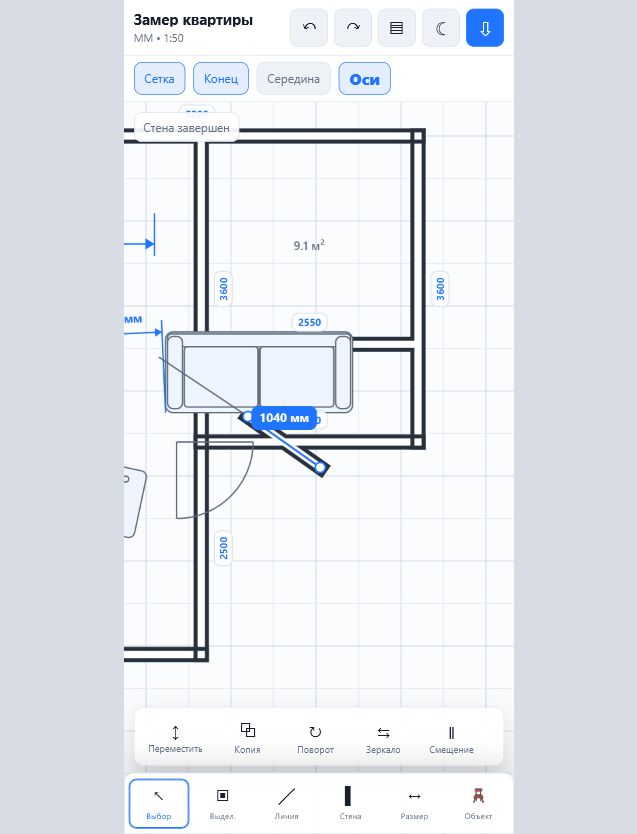 Замер квартиры
ММ • 1:50
Сетка
Конец
Середина
Оси
Стена завершен
9.1 м²
3600
3600
мм
2550
1040 мм
2500
Переместить
Копия
Поворот
Зеркало
Смещение
Выбор
Выдел.
Линия
Стена
Размер
Объект